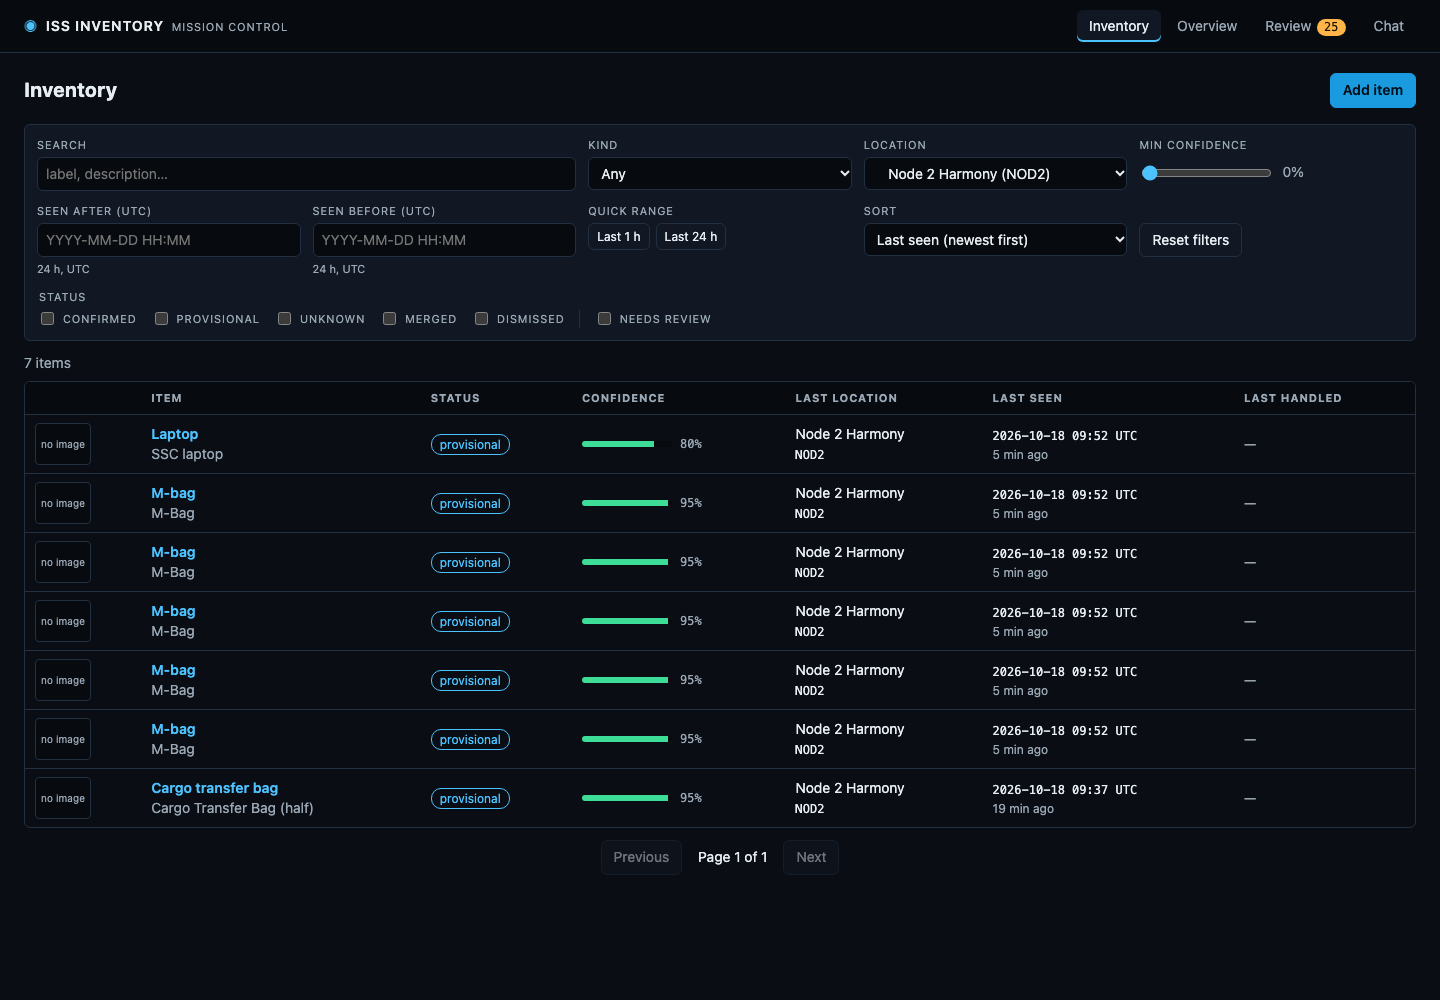 ISS INVENTORY MISSION CONTROL
Inventory Overview Review 25 Chat
Inventory
Add item
SEARCH KIND LOCATION MIN CONFIDENCE
label, description... Any Node 2 Harmony (NOD2) 0%
SEEN AFTER (UTC) SEEN BEFORE (UTC) QUICK RANGE SORT
YYYY-MM-DD HH:MM YYYY-MM-DD HH:MM Last 1 h Last 24 h Last seen (newest first) Reset filters
24 h, UTC 24 h, UTC
STATUS
CONFIRMED PROVISIONAL UNKNOWN MERGED DISMISSED NEEDS REVIEW
7 items
ITEM STATUS CONFIDENCE LAST LOCATION LAST SEEN LAST HANDLED
no image Laptop provisional 80% Node 2 Harmony 2026-10-18 09:52 UTC —
SSC laptop NOD2 5 min ago
no image M-bag provisional 95% Node 2 Harmony 2026-10-18 09:52 UTC —
M-Bag NOD2 5 min ago
no image M-bag provisional 95% Node 2 Harmony 2026-10-18 09:52 UTC —
M-Bag NOD2 5 min ago
no image M-bag provisional 95% Node 2 Harmony 2026-10-18 09:52 UTC —
M-Bag NOD2 5 min ago
no image M-bag provisional 95% Node 2 Harmony 2026-10-18 09:52 UTC —
M-Bag NOD2 5 min ago
no image M-bag provisional 95% Node 2 Harmony 2026-10-18 09:52 UTC —
M-Bag NOD2 5 min ago
no image Cargo transfer bag provisional 95% Node 2 Harmony 2026-10-18 09:37 UTC —
Cargo Transfer Bag (half) NOD2 19 min ago
Previous Page 1 of 1 Next